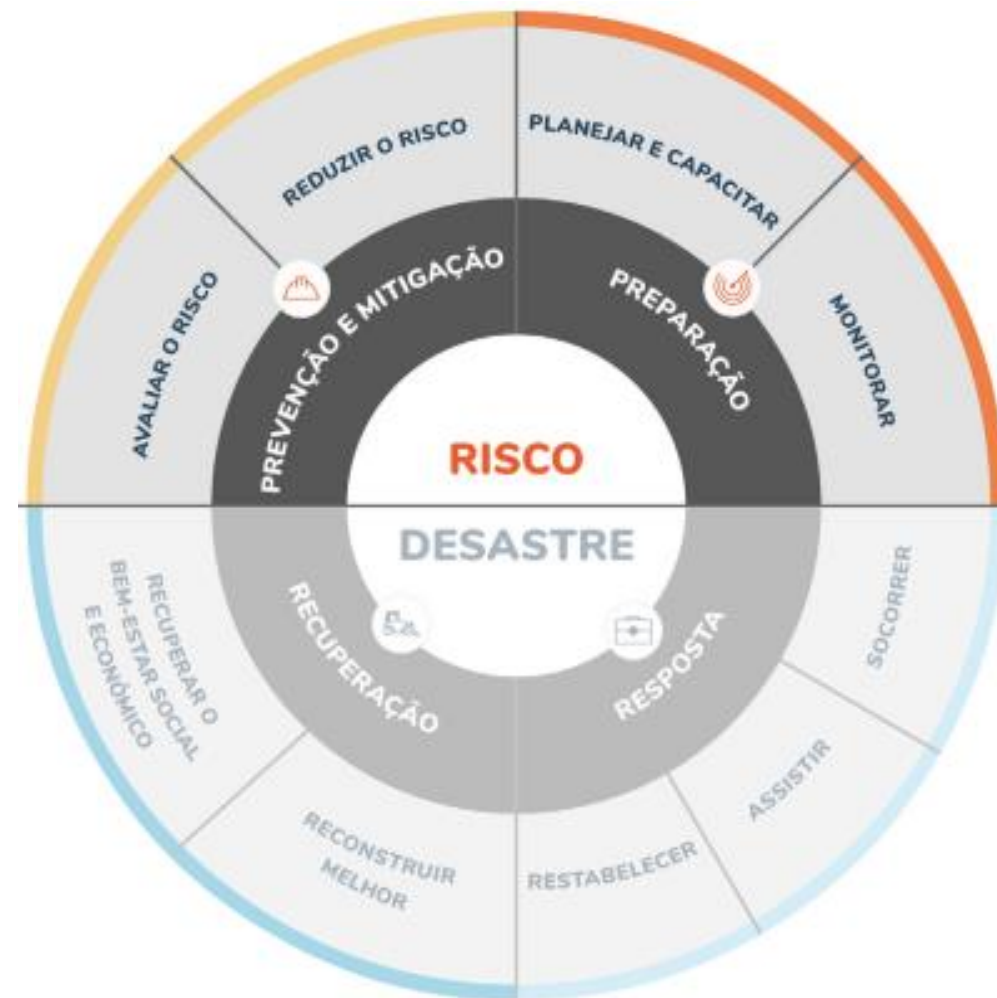 REDUZIR O RISCO
PLANEJAR E CAPACITAR
AVALIAR O RISCO
PREVENÇÃO E MITIGAÇÃO
PREPARAÇÃO
MONITORAR
RISCO
DESASTRE
RECUPERAR O
BEM-ESTAR SOCIAL
E ECONÔMICO
RECUPERAÇÃO
RESPOSTA
SOCORRER
ASSISTIR
RECONSTRUIR
MELHOR
RESTABELECER